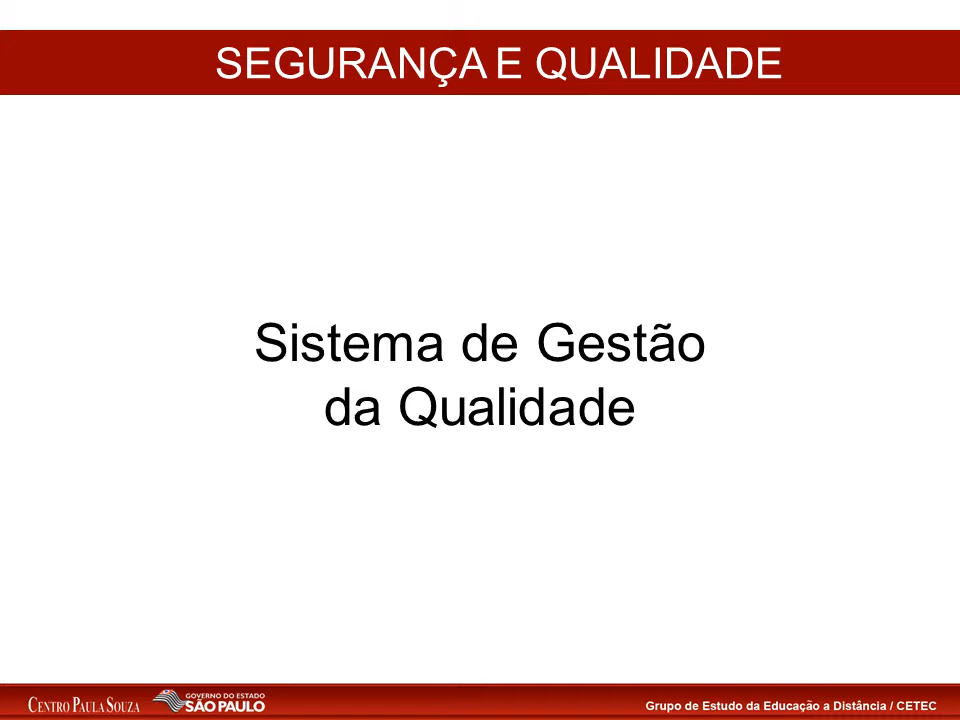 SEGURANÇA E QUALIDADE
Sistema de Gestão
da Qualidade
CENTRO PAULA SOUZA
GOVERNO DO ESTADO
SÃO PAULO
Grupo de Estudo da Educação a Distância / CETEC